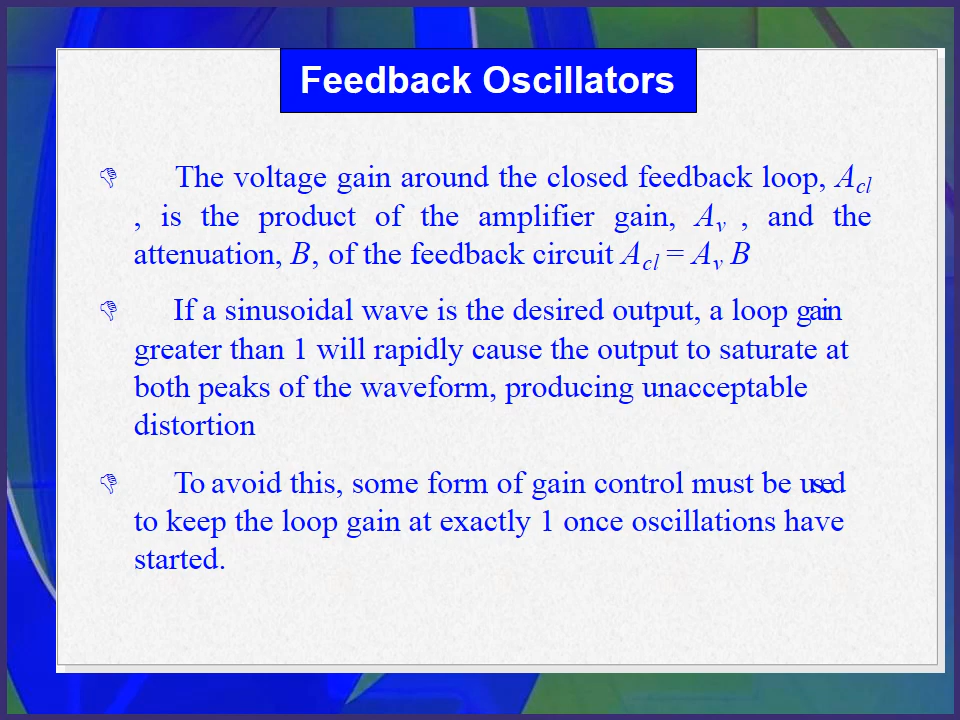 Feedback Oscillators
👎 The voltage gain around the closed feedback loop, Acl
, is the product of the amplifier gain, Av , and the
attenuation, B, of the feedback circuit Acl = Av B
👎 If a sinusoidal wave is the desired output, a loop gain
greater than 1 will rapidly cause the output to saturate at
both peaks of the waveform, producing unacceptable
distortion
👎 To avoid this, some form of gain control must be used
to keep the loop gain at exactly 1 once oscillations have
started.